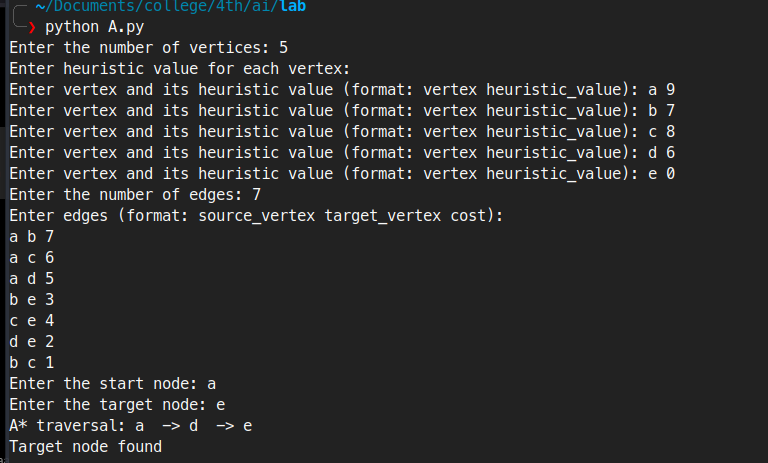 ~/Documents/college/4th/ai/lab
❯ python A.py
Enter the number of vertices: 5
Enter heuristic value for each vertex:
Enter vertex and its heuristic value (format: vertex heuristic_value): a 9
Enter vertex and its heuristic value (format: vertex heuristic_value): b 7
Enter vertex and its heuristic value (format: vertex heuristic_value): c 8
Enter vertex and its heuristic value (format: vertex heuristic_value): d 6
Enter vertex and its heuristic value (format: vertex heuristic_value): e 0
Enter the number of edges: 7
Enter edges (format: source_vertex target_vertex cost):
a b 7
a c 6
a d 5
b e 3
c e 4
d e 2
b c 1
Enter the start node: a
Enter the target node: e
A* traversal: a  -> d  -> e
Target node found